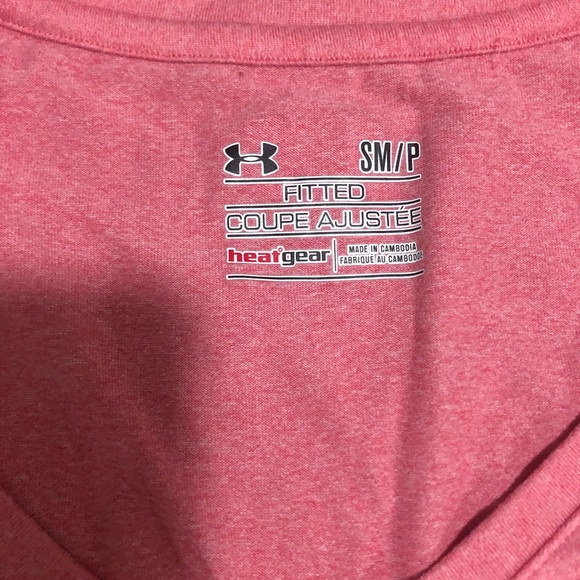 SM/P
FITTED
COUPE AJUSTÉE
heatgear
MADE IN CAMBODIA
FABRIQUÉ AU CAMBODGE